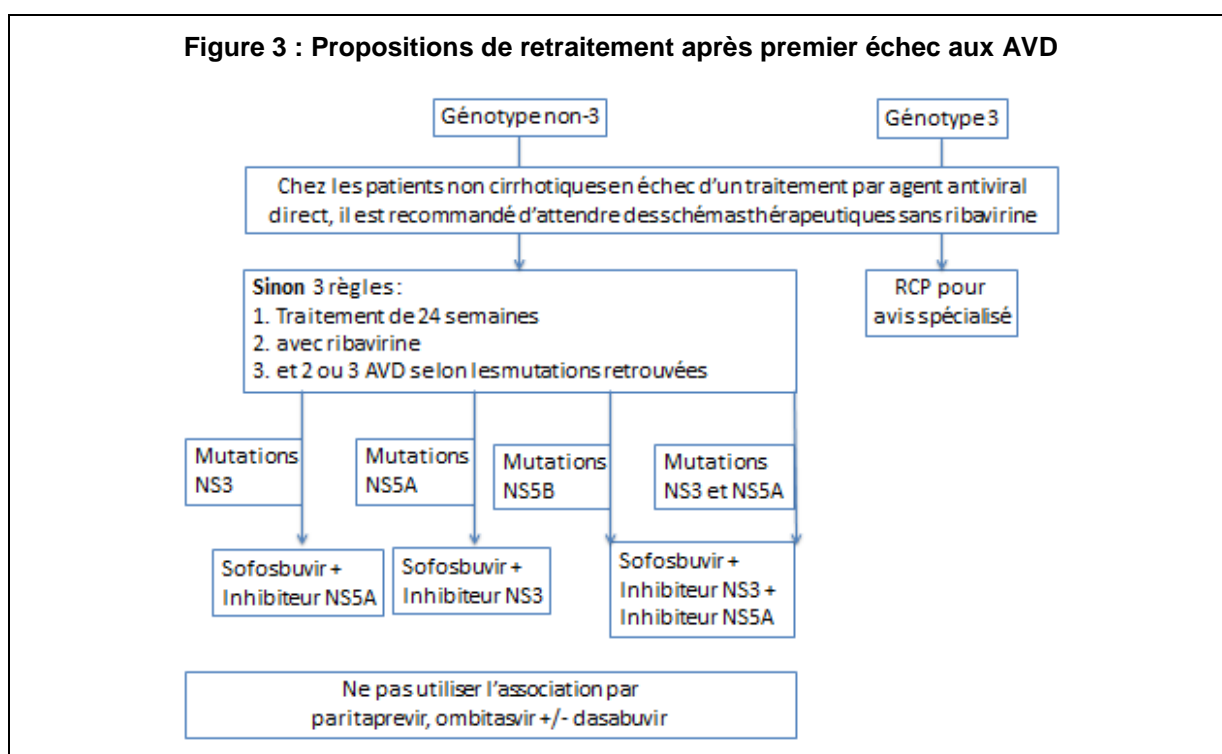 Figure 3 : Propositions de retraitement après premier échec aux AVD
Génotype non-3
Génotype 3
Chez les patients non cirrhotiques en échec d'un traitement par agent antiviral
direct, il est recommandé d'attendre des schémas thérapeutiques sans ribavirine
Sinon 3 règles :
1. Traitement de 24 semaines
2. avec ribavirine
3. et 2 ou 3 AVD selon les mutations retrouvées
RCP pour
avis spécialisé
Mutations
NS3
Mutations
NS5A
Mutations
NS5B
Mutations
NS3 et NS5A
Sofosbuvir +
Inhibiteur NS5A
Sofosbuvir +
Inhibiteur NS3
Sofosbuvir +
Inhibiteur NS3 +
Inhibiteur NS5A
Ne pas utiliser l'association par
paritaprevir, ombitasvir +/- dasabuvir